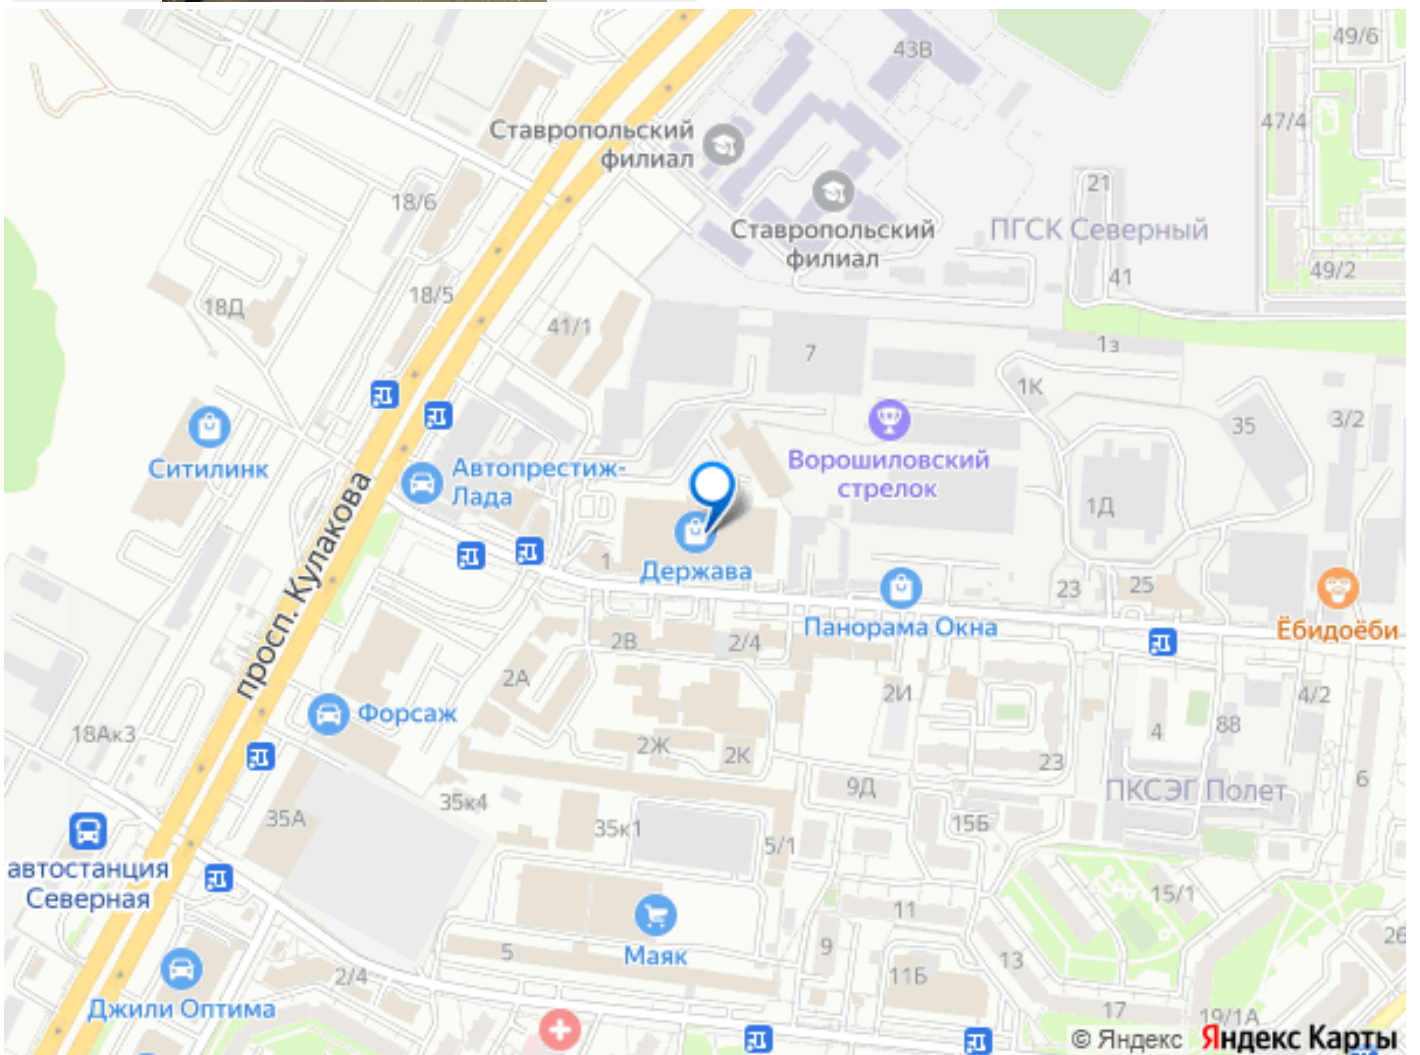 43В
49/6
47/4
Ставропольский
филиал
21
18/6
Ставропольский
филиал
ПГСК Северный
49/2
41
18/5
18Д
41/1
7
1з
1К
35
3/2
Ворошиловский
стрелок
Ситилинк
Автопрестиж-
Лада
просп. Кулакова
1Д
1
Держава
23
25
Панорама Окна
Ёбидоёби
2В
2/4
2А
2И
4/2
4
88
Форсаж
18Ак3
2Ж
2К
23
9Д
ПКСЭГ Полет
6
35к4
35А
35к1
15Б
5/1
автостанция
Северная
15/1
11
26
5
Маяк
9
13
2/4
11Б
Джили Оптима
17
19/1А
© Яндекс Яндекс Карты